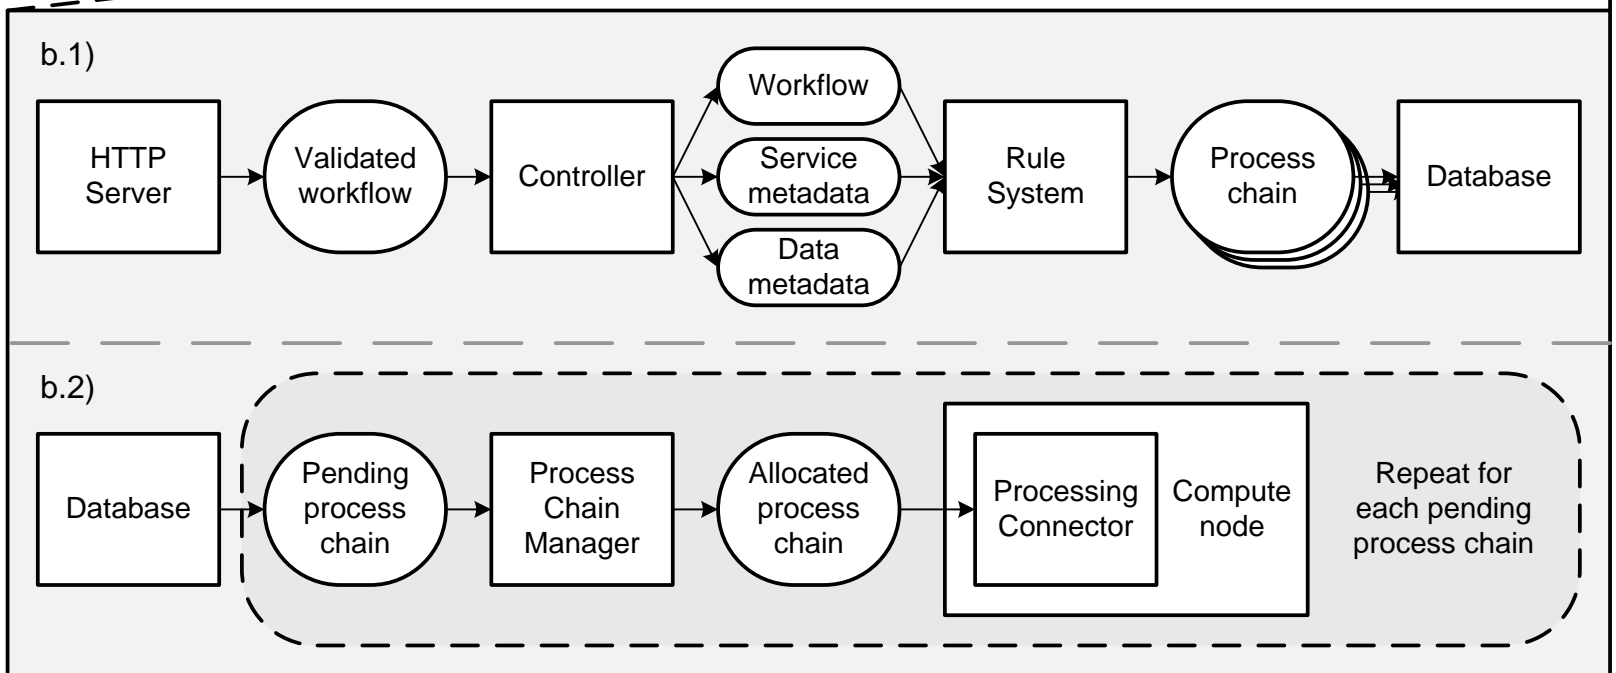 b.1)
HTTP
Server
Validated
workflow
Controller
Workflow
Service
metadata
Data
metadata
Rule
System
Process
chain
Database
b.2)
Database
Pending
process
chain
Process
Chain
Manager
Allocated
process
chain
Processing
Connector
Compute
node
Repeat for
each pending
process chain